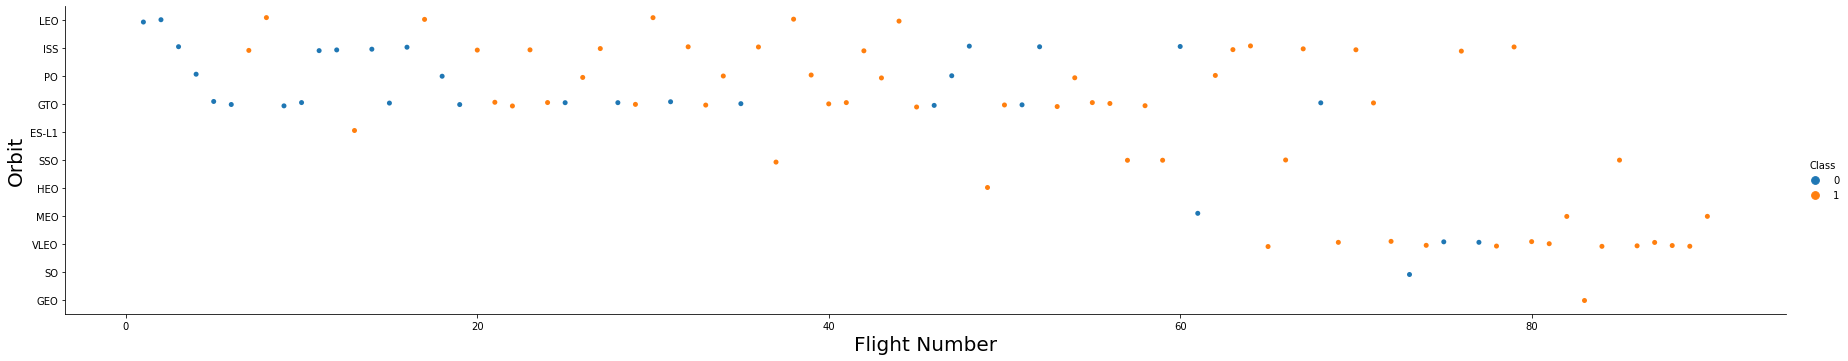 LEO
ISS
PO
GTO
ES-L1
SSO
HEO
MEO
VLEO
SO
GEO
Orbit
0
20
40
60
80
Flight Number
Class
0
1